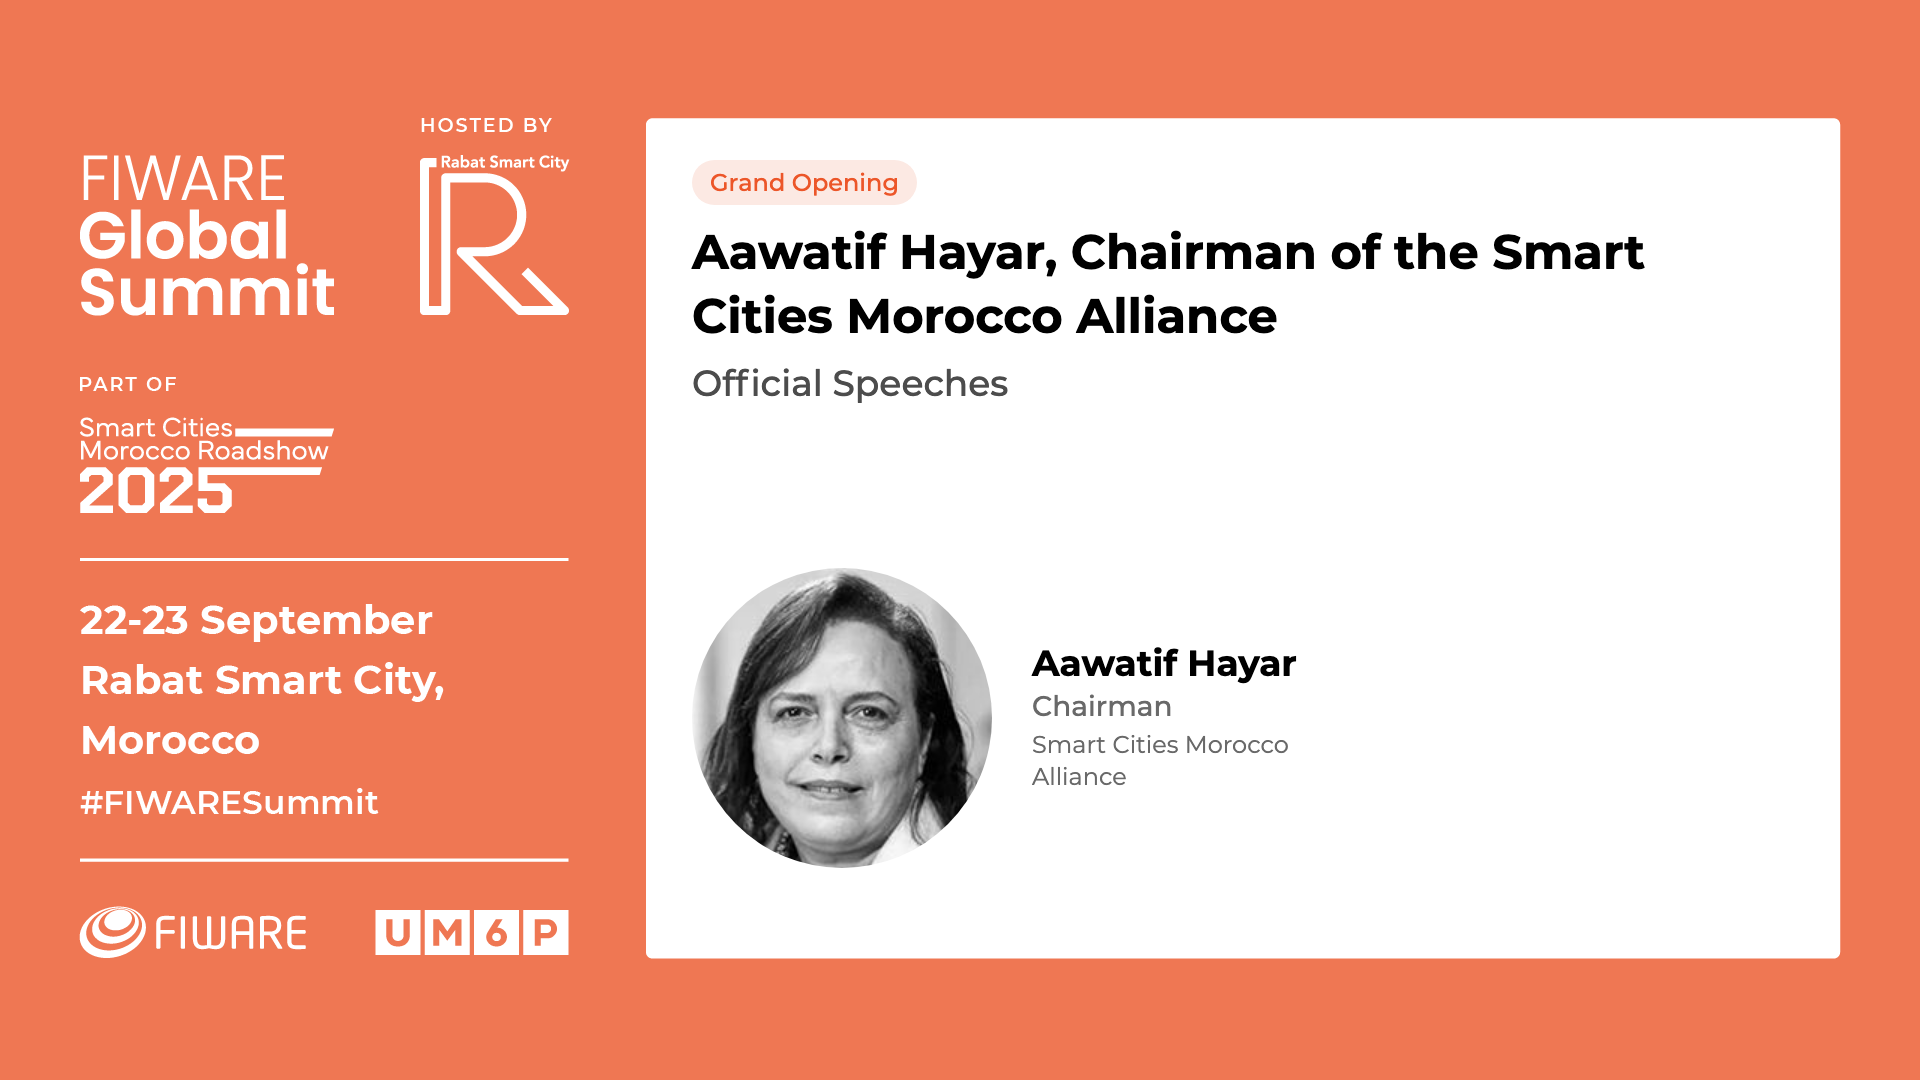 FIWARE
Global
Summit
HOSTED BY
Rabat Smart City
R
PART OF
Smart Cities
Morocco Roadshow
2025
22-23 September
Rabat Smart City,
Morocco
#FIWARESummit
FIWARE
UM6P
Grand Opening
Aawatif Hayar, Chairman of the Smart
Cities Morocco Alliance
Official Speeches
Aawatif Hayar
Chairman
Smart Cities Morocco
Alliance